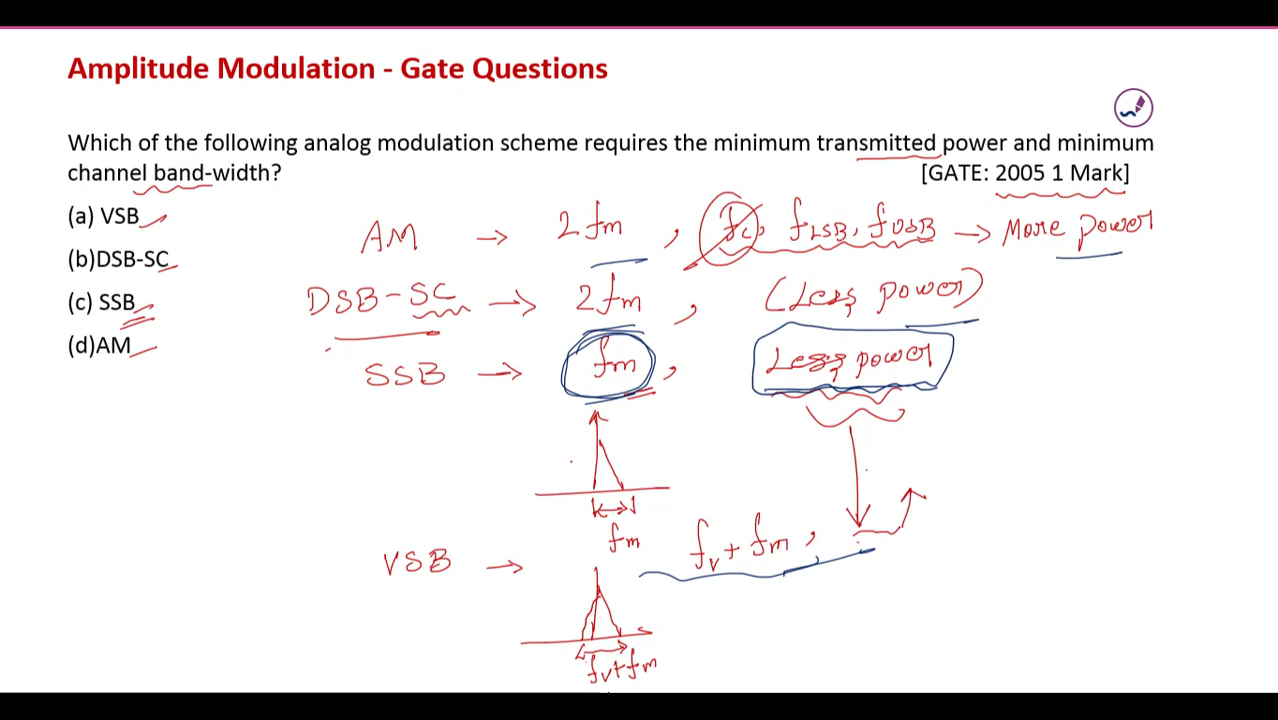 Amplitude Modulation - Gate Questions
Which of the following analog modulation scheme requires the minimum transmitted power and minimum
channel band-width? [GATE: 2005 1 Mark]
(a) VSB
(b)DSB-SC
(c) SSB
(d)AM
AM → 2fm, fc, fLSB, fUSB → More power
DSB-SC → 2fm, (Less power)
SSB → fm, Less power
fm
VSB → fv+fm,
fv+fm